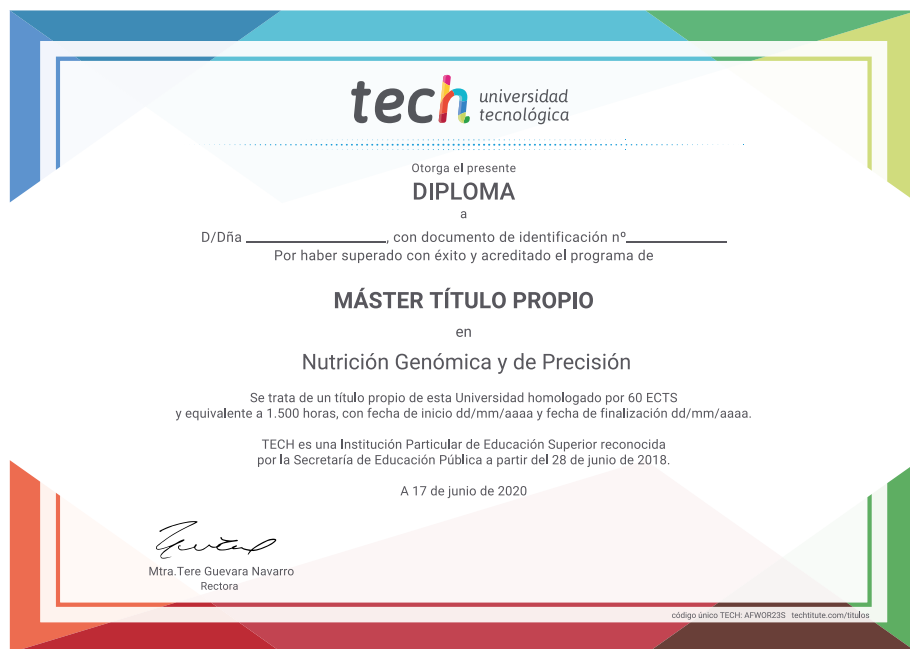 tech universidad
tecnológica
Otorga el presente
DIPLOMA
a
D/Dña ________________, con documento de identificación nº____________
Por haber superado con éxito y acreditado el programa de
MÁSTER TÍTULO PROPIO
en
Nutrición Genómica y de Precisión
Se trata de un título propio de esta Universidad homologado por 60 ECTS
y equivalente a 1.500 horas, con fecha de inicio dd/mm/aaaa y fecha de finalización dd/mm/aaaa.
TECH es una Institución Particular de Educación Superior reconocida
por la Secretaría de Educación Pública a partir del 28 de junio de 2018.
A 17 de junio de 2020
Mtra.Tere Guevara Navarro
Rectora
código único TECH: AFWOR23S techtitute.com/titulos